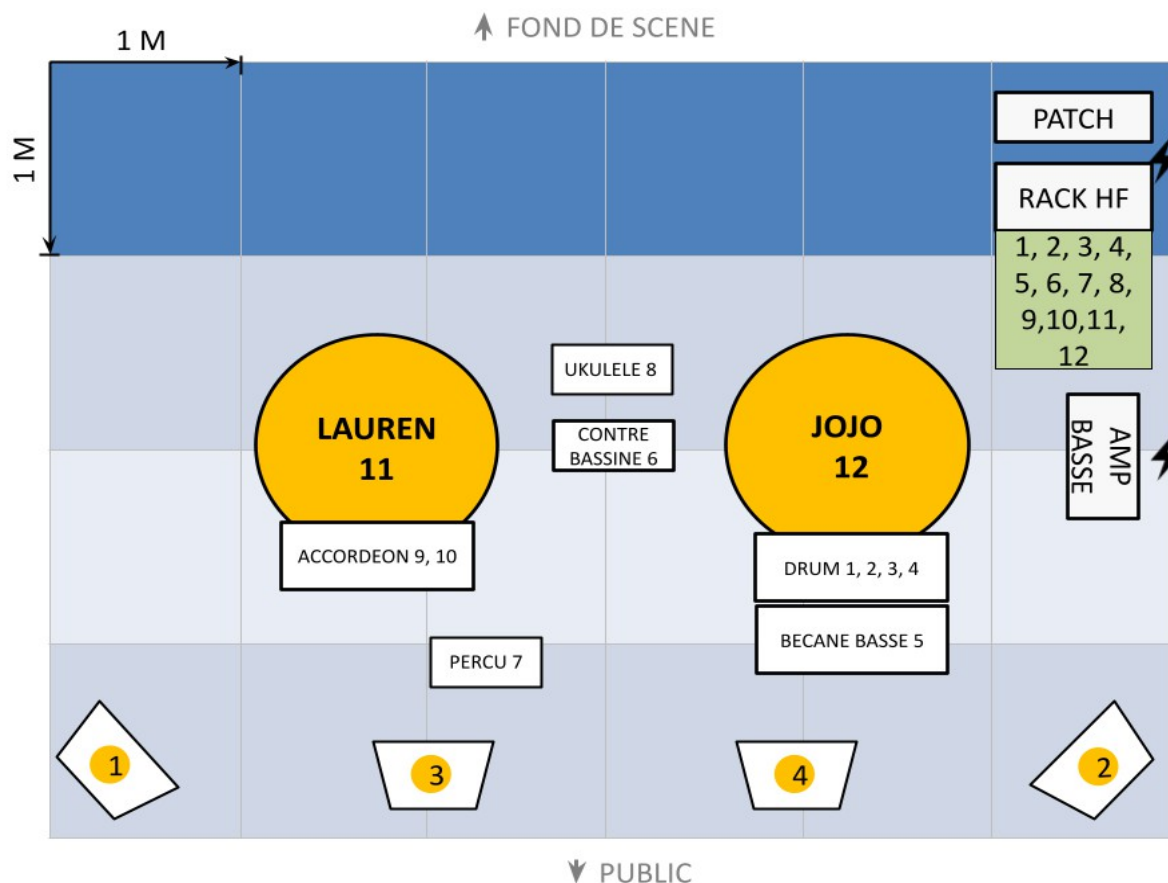 FOND DE SCENE
1 M
1 M
PATCH
RACK HF
1, 2, 3, 4,
5, 6, 7, 8,
9,10,11,
12
UKULELE 8
LAUREN
11
CONTRE
BASSINE 6
JOJO
12
AMP
BASSE
ACCORDEON 9, 10
DRUM 1, 2, 3, 4
BECANE BASSE 5
PERCU 7
1
3
4
2
PUBLIC